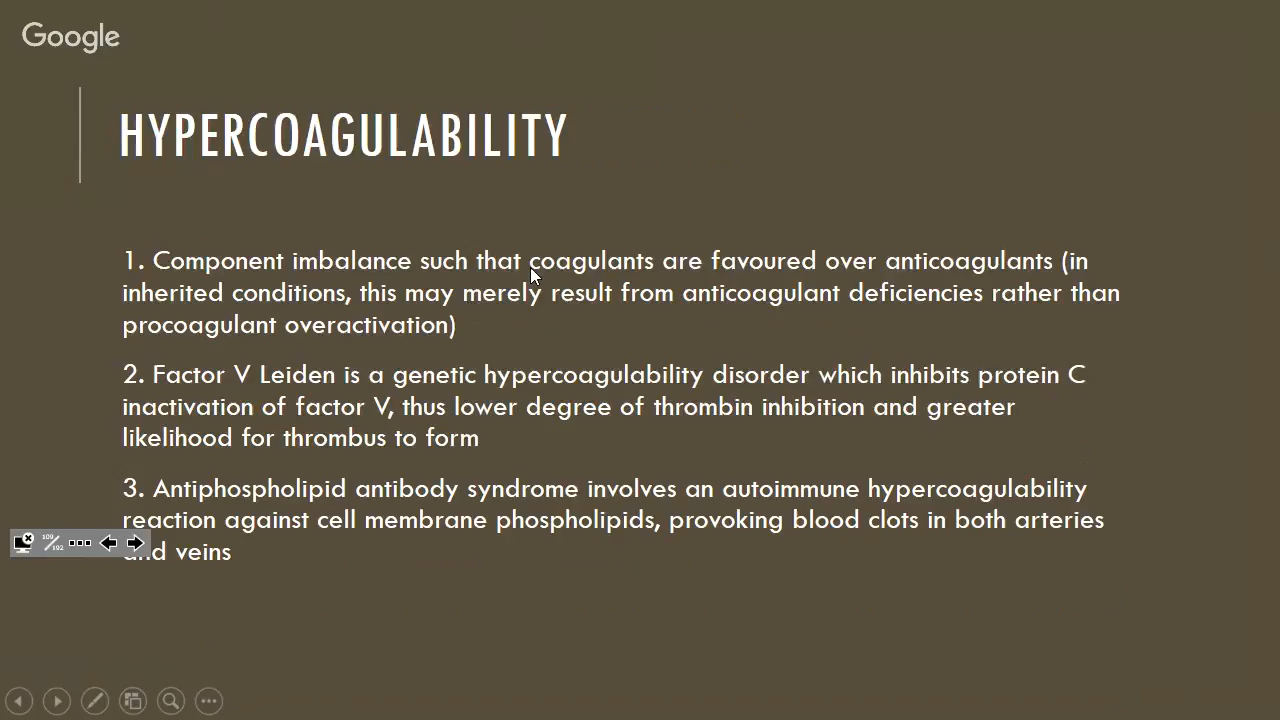 Google
HYPERCOAGULABILITY
1. Component imbalance such that coagulants are favoured over anticoagulants (in
inherited conditions, this may merely result from anticoagulant deficiencies rather than
procoagulant overactivation)
2. Factor V Leiden is a genetic hypercoagulability disorder which inhibits protein C
inactivation of factor V, thus lower degree of thrombin inhibition and greater
likelihood for thrombus to form
3. Antiphospholipid antibody syndrome involves an autoimmune hypercoagulability
reaction against cell membrane phospholipids, provoking blood clots in both arteries
109/192
and veins